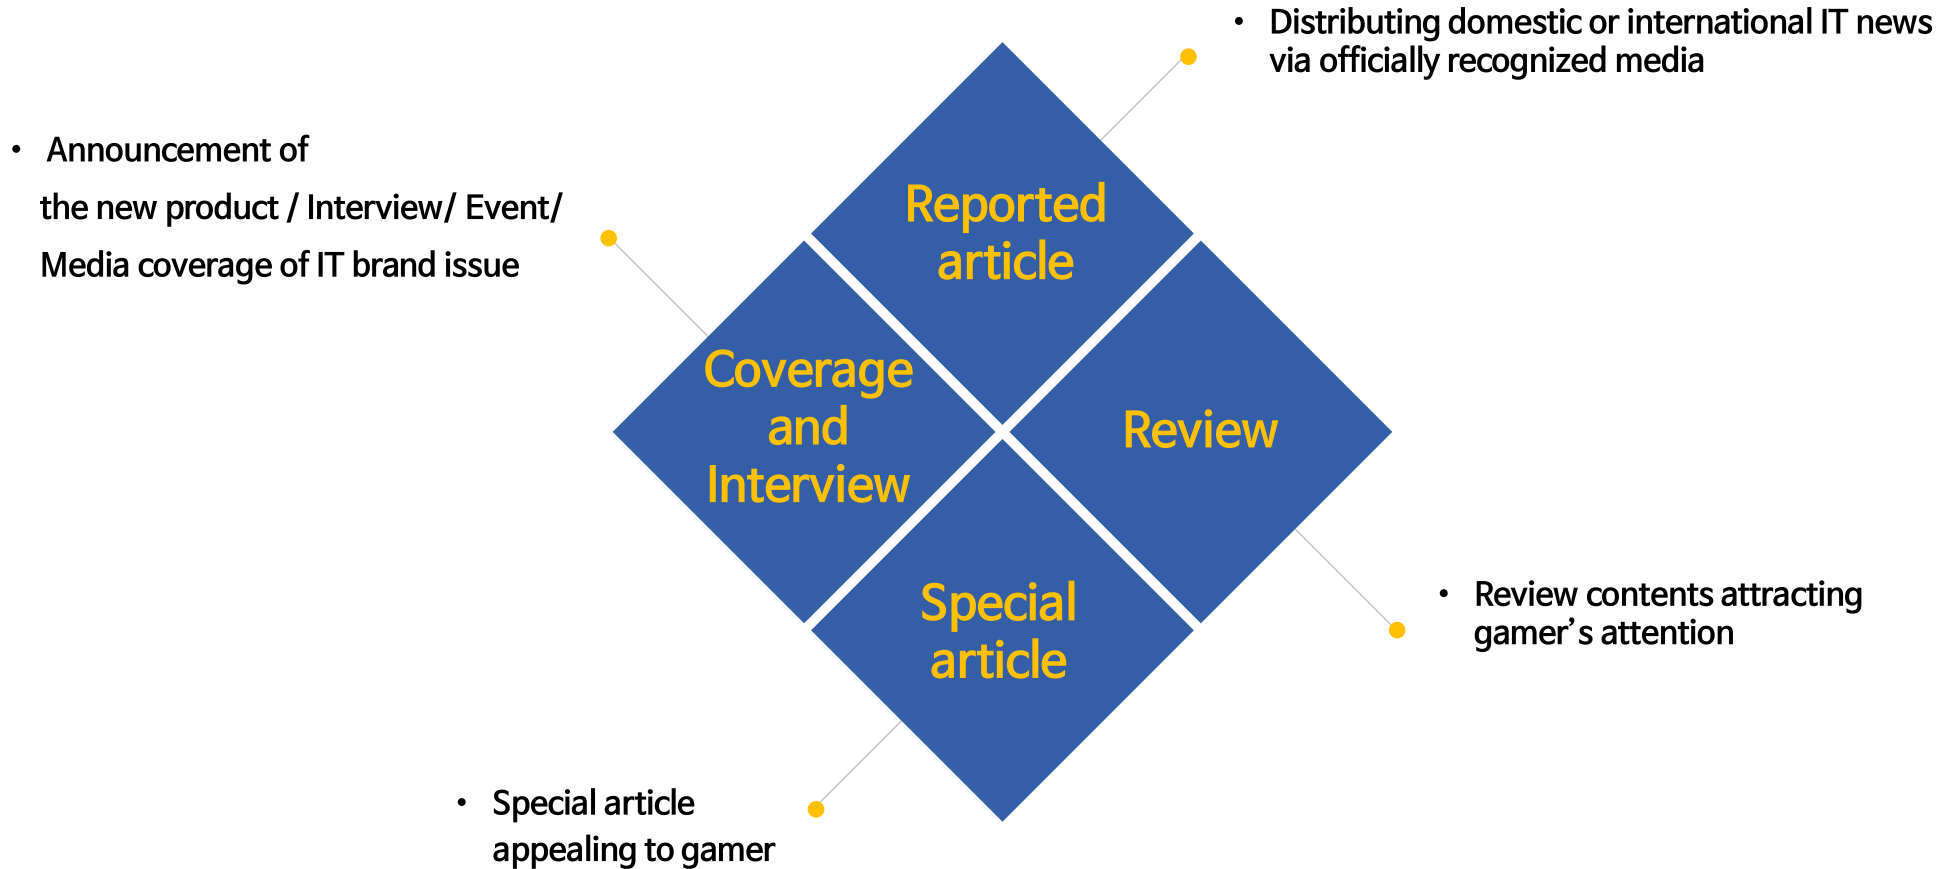 • Distributing domestic or international IT news
via officially recognized media
• Announcement of
the new product / Interview/ Event/
Media coverage of IT brand issue
Reported
article
Coverage
and
Interview
Review
Special
article
• Review contents attracting
gamer’s attention
• Special article
appealing to gamer